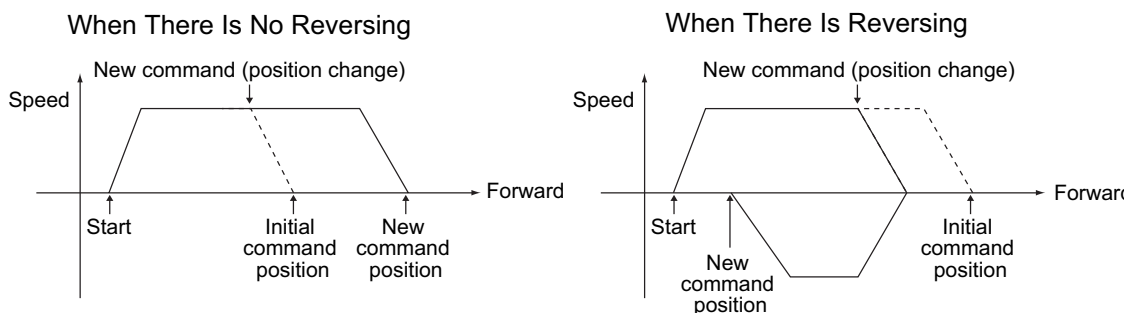 When There Is No Reversing
New command (position change)
Speed
Forward
Start
Initial
command
position
New
command
position
When There Is Reversing
New command (position change)
Speed
Forward
Start
New
command
position
Initial
command
position